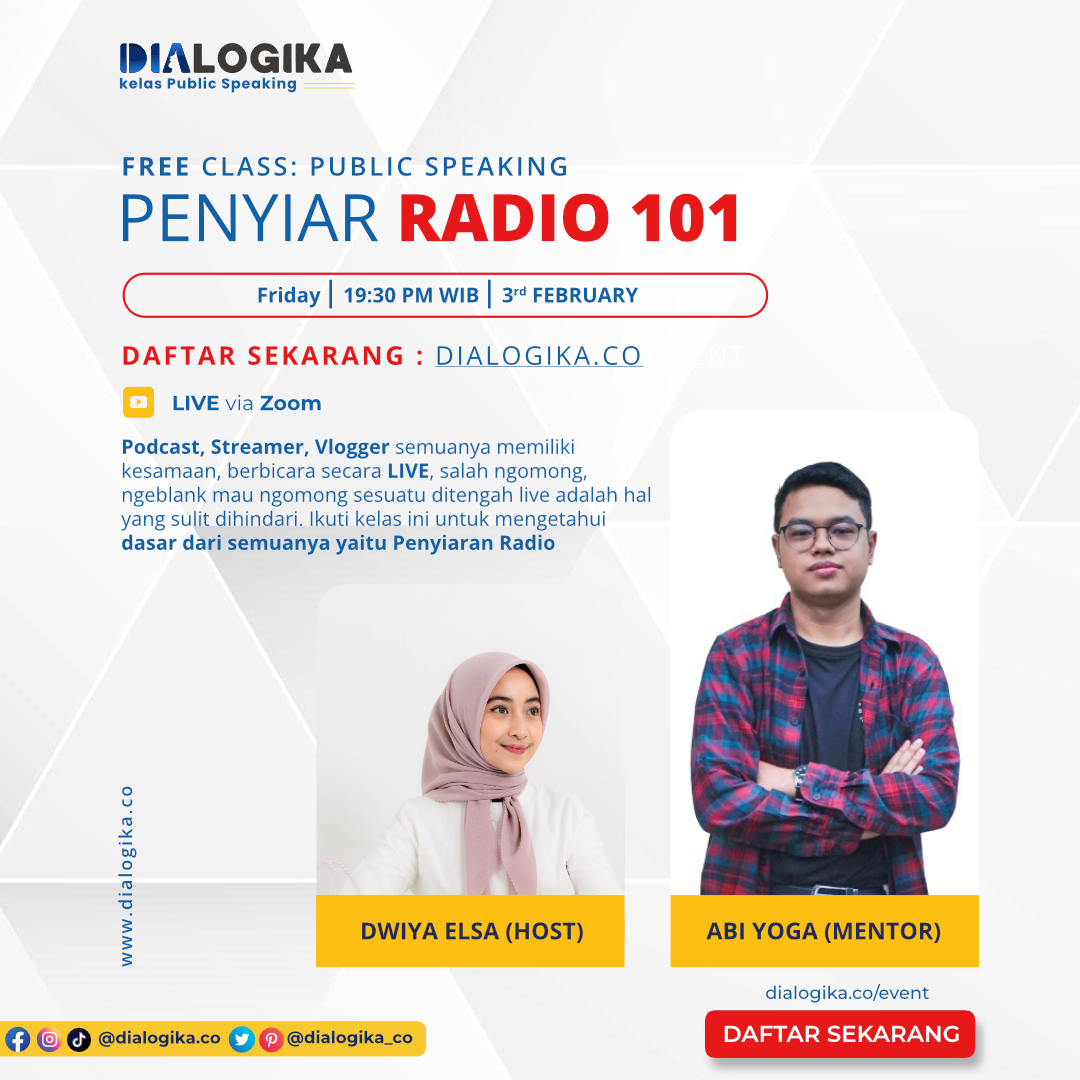 DIALOGIKA
kelas Public Speaking
FREE CLASS: PUBLIC SPEAKING
PENYIAR RADIO 101
Friday | 19:30 PM WIB | 3rd FEBRUARY
DAFTAR SEKARANG : DIALOGIKA.CO/EVENT
LIVE via Zoom
Podcast, Streamer, Vlogger semuanya memiliki
kesamaan, berbicara secara LIVE, salah ngomong,
ngeblank mau ngomong sesuatu ditengah live adalah hal
yang sulit dihindari. Ikuti kelas ini untuk mengetahui
dasar dari semuanya yaitu Penyiaran Radio
www.dialogika.co
DWIYA ELSA (HOST)
ABI YOGA (MENTOR)
dialogika.co/event
DAFTAR SEKARANG
@dialogika.co @dialogika_co